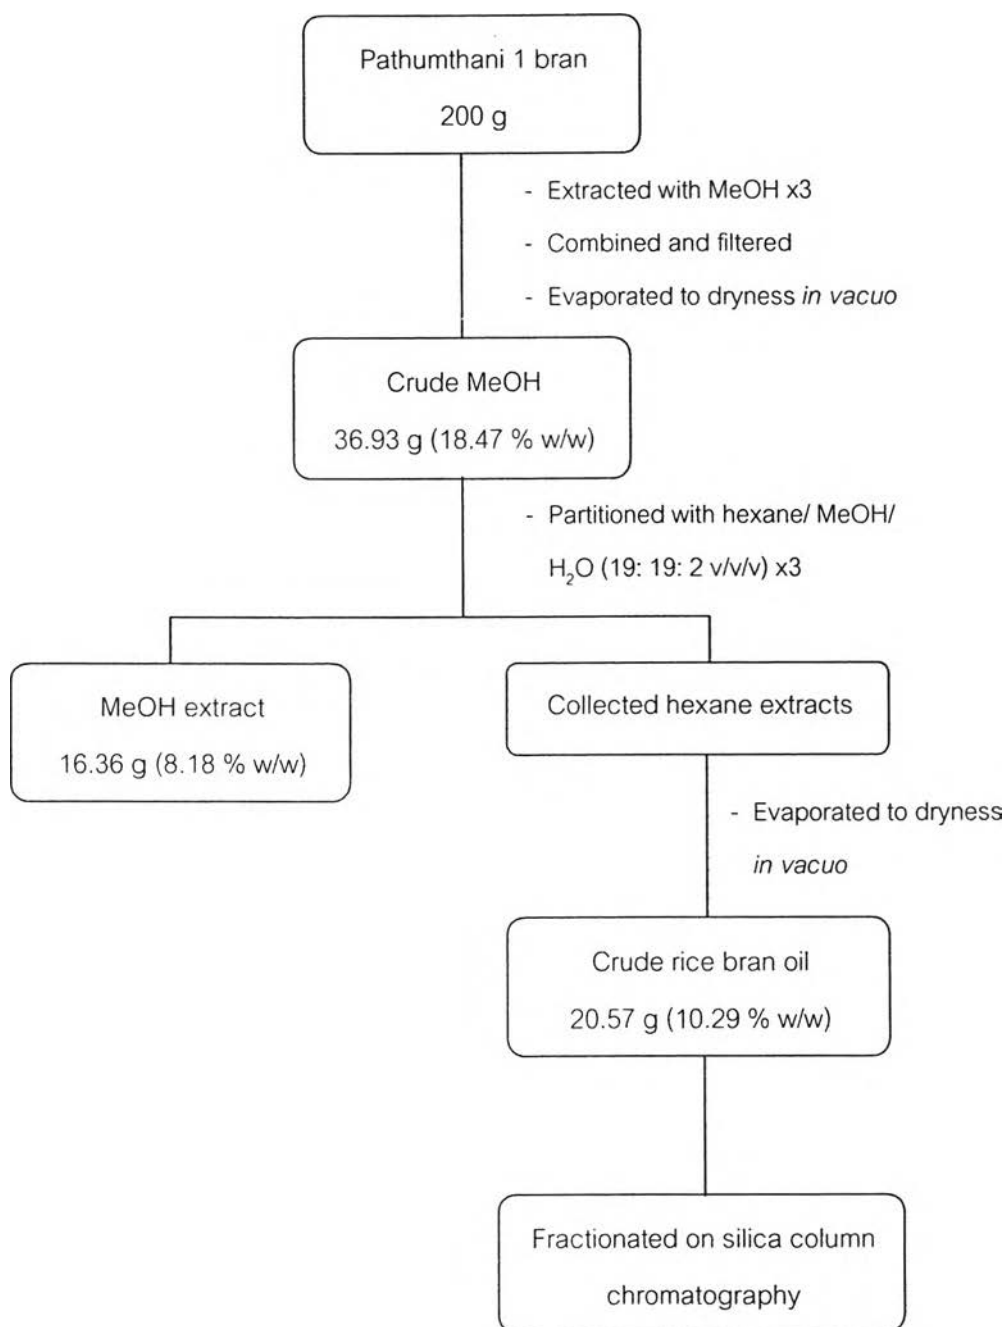 Pathumthani 1 bran
200 g
- Extracted with MeOH x3
- Combined and filtered
- Evaporated to dryness in vacuo
Crude MeOH
36.93 g (18.47 % w/w)
- Partitioned with hexane/ MeOH/
H₂O (19: 19: 2 v/v/v) x3
MeOH extract
16.36 g (8.18 % w/w)
Collected hexane extracts
- Evaporated to dryness
in vacuo
Crude rice bran oil
20.57 g (10.29 % w/w)
Fractionated on silica column
chromatography